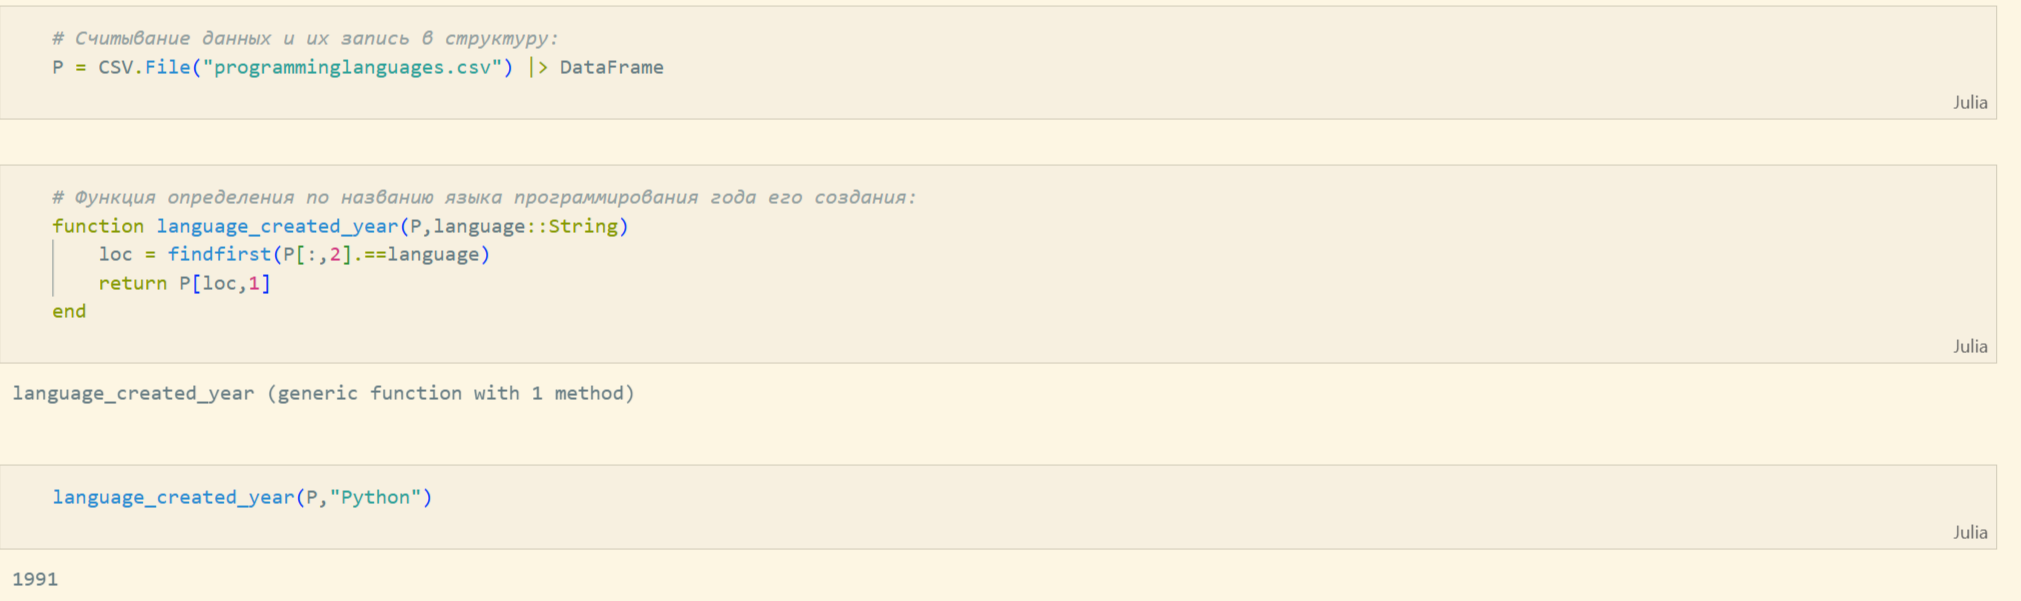 # Считывание данных и их запись в структуру:
P = CSV.File("programminglanguages.csv") |> DataFrame
Julia
# Функция определения по названию языка программирования года его создания:
function language_created_year(P,language::String)
    loc = findfirst(P[:,2].==language)
    return P[loc,1]
end
Julia
language_created_year (generic function with 1 method)
language_created_year(P,"Python")
Julia
1991